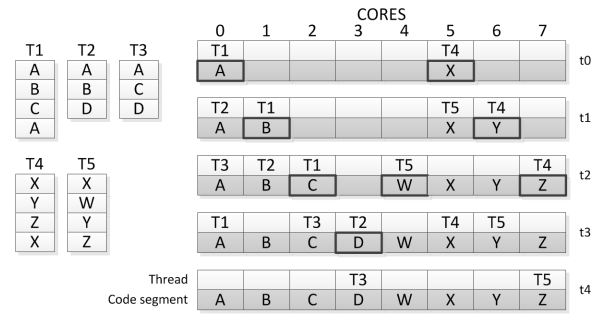 CORES
0 1 2 3 4 5 6 7
T1 T2 T3
A A A
B B C
C D D
A
T4 T5
X X
Y W
Z Y
X Z
T1 T4
A X
t0
T2 T1 T5 T4
A B X Y
t1
T3 T2 T1 T5 T4
A B C W X Y Z
t2
T1 T3 T2 T4 T5
A B C D W X Y Z
t3
Thread T3 T5
Code segment A B C D W X Y Z
t4